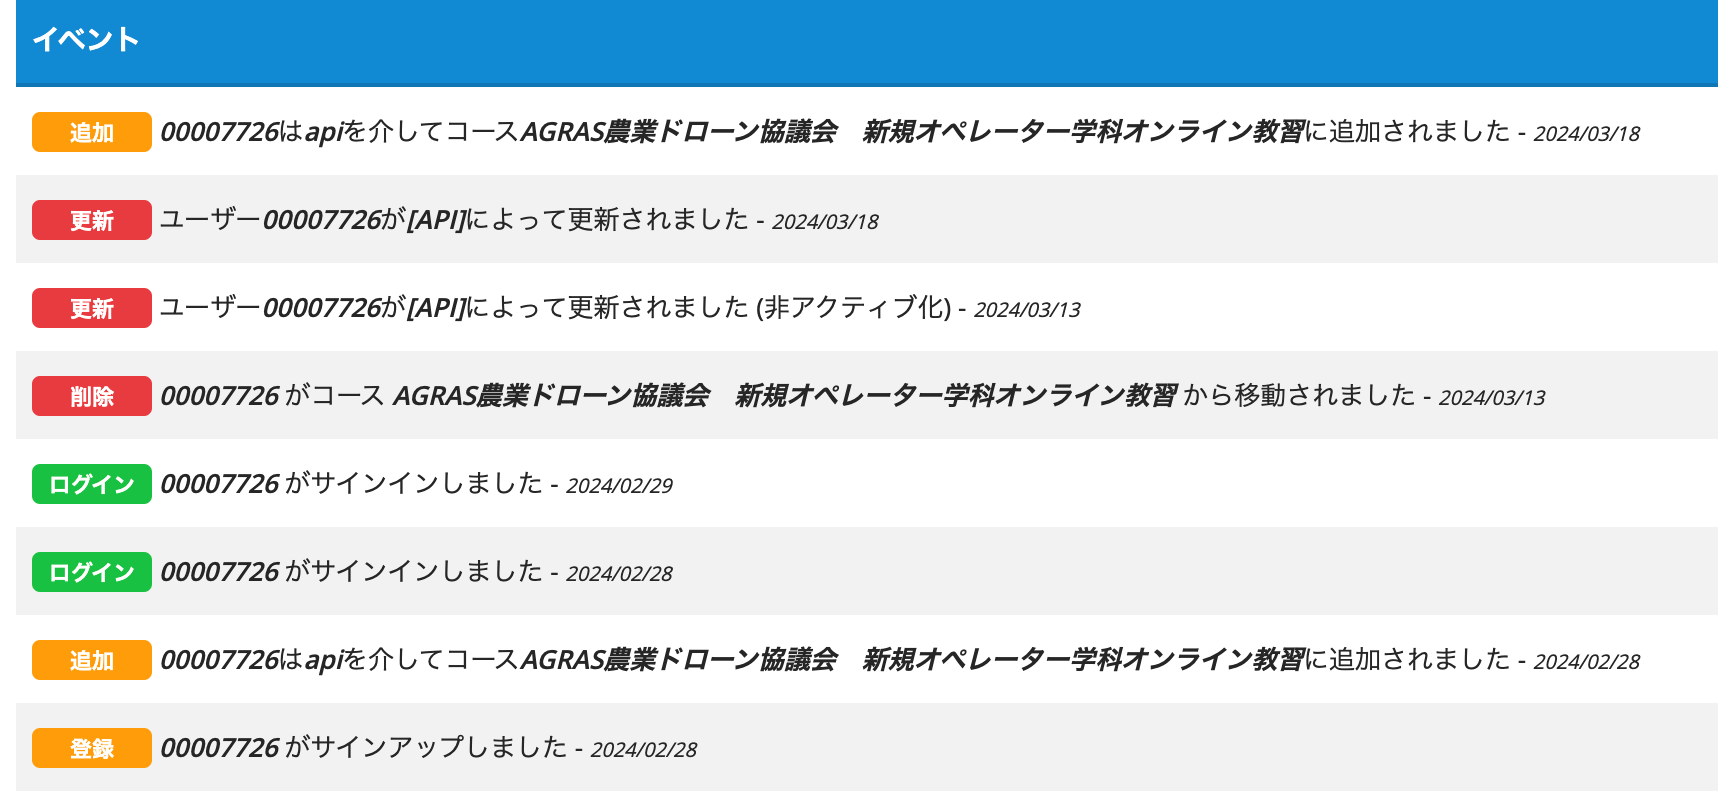 イベント
追加 00007726はapiを介してコースAGRAS農業ドローン協議会　新規オペレーター学科オンライン教習に追加されました - 2024/03/18
更新 ユーザー00007726が[API]によって更新されました - 2024/03/18
更新 ユーザー00007726が[API]によって更新されました (非アクティブ化) - 2024/03/13
削除 00007726 がコース AGRAS農業ドローン協議会　新規オペレーター学科オンライン教習 から移動されました - 2024/03/13
ログイン 00007726 がサインインしました - 2024/02/29
ログイン 00007726 がサインインしました - 2024/02/28
追加 00007726はapiを介してコースAGRAS農業ドローン協議会　新規オペレーター学科オンライン教習に追加されました - 2024/02/28
登録 00007726 がサインアップしました - 2024/02/28